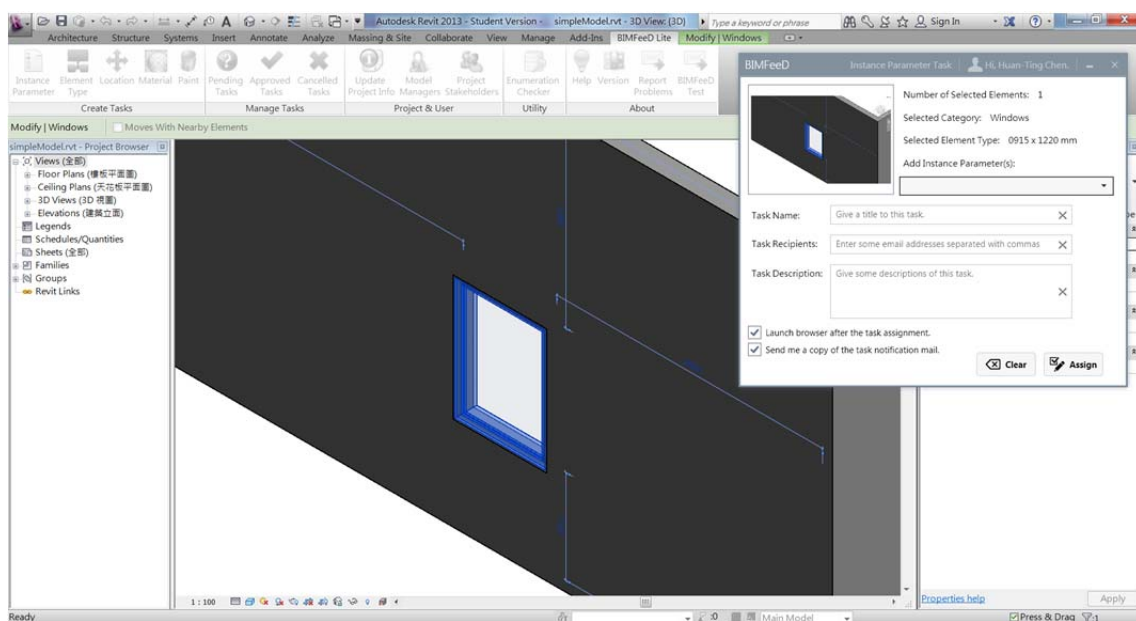 Autodesk Revit 2013 - Student Version - simpleModel.rvt - 3D View: {3D}
Type a keyword or phrase
Sign In
Architecture Structure Systems Insert Annotate Analyze Massing & Site Collaborate View Manage Add-Ins BIMFeeD Lite Modify | Windows
Instance Parameter
Element Type
Location
Material
Paint
Pending Tasks
Approved Tasks
Cancelled Tasks
Update Project Info
Model Managers
Project Stakeholders
Enumeration Checker
Help
Version
Report Problems
BIMFeeD Test
Create Tasks
Manage Tasks
Project & User
Utility
About
Modify | Windows
Moves With Nearby Elements
simpleModel.rvt - Project Browser
Views (全部)
Floor Plans (樓板平面圖)
Ceiling Plans (天花板平面圖)
3D Views (3D 視圖)
Elevations (建築立面)
Legends
Schedules/Quantities
Sheets (全部)
Families
Groups
Revit Links
BIMFeeD
Instance Parameter Task
Hi, Huan-Ting Chen.
Number of Selected Elements: 1
Selected Category: Windows
Selected Element Type: 0915 x 1220 mm
Add Instance Parameter(s):
Task Name: Give a title to this task.
Task Recipients: Enter some email addresses separated with commas
Task Description: Give some descriptions of this task.
Launch browser after the task assignment.
Send me a copy of the task notification mail.
Clear
Assign
1 : 100
Properties help
Apply
Ready
:0
Main Model
Press & Drag
:1